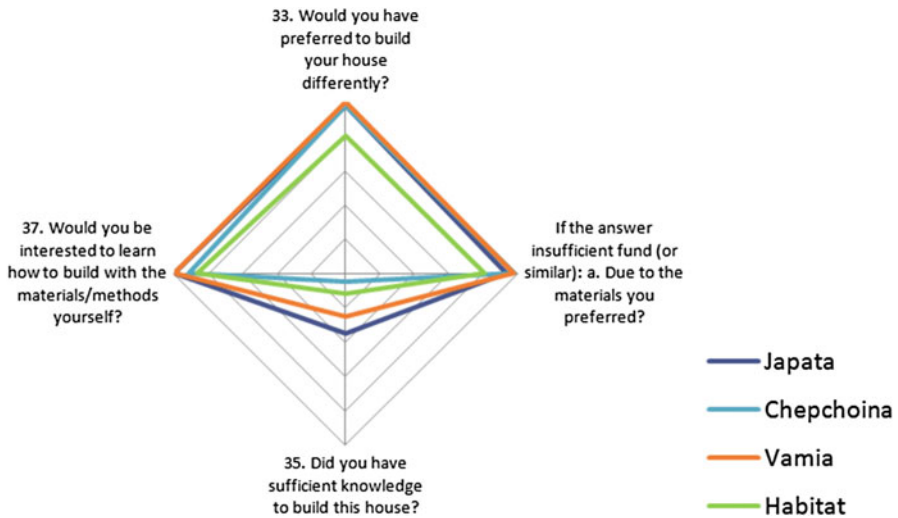 33. Would you have
preferred to build
your house
differently?
37. Would you be
interested to learn
how to build with the
materials/methods
yourself?
If the answer
insufficient fund (or
similar): a. Due to the
materials you
preferred?
35. Did you have
sufficient knowledge
to build this house?
Japata
Chepchoina
Vamia
Habitat